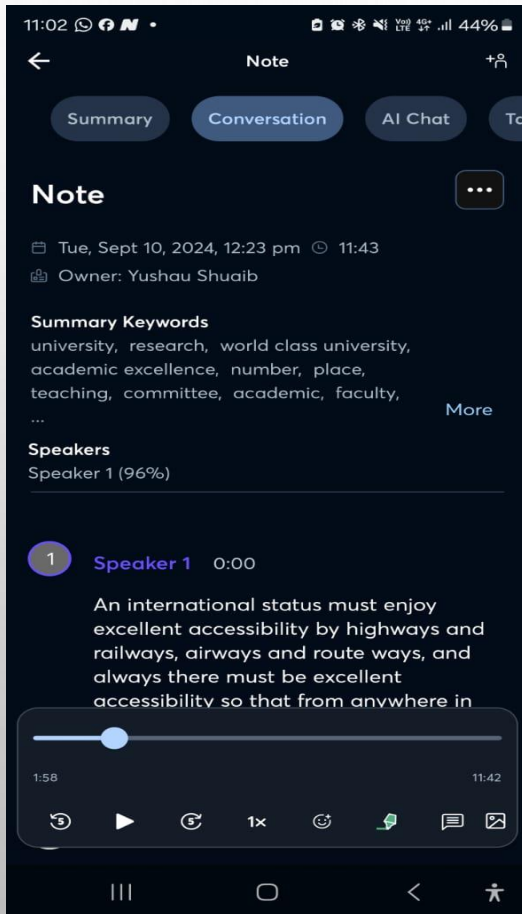 11:02
Vo)) LTE 4G+ 44%
Note
Summary Conversation AI Chat To
Note
Tue, Sept 10, 2024, 12:23 pm 11:43
Owner: Yushau Shuaib
Summary Keywords
university, research, world class university,
academic excellence, number, place,
teaching, committee, academic, faculty,
...
More
Speakers
Speaker 1 (96%)
1 Speaker 1 0:00
An international status must enjoy
excellent accessibility by highways and
railways, airways and route ways, and
always there must be excellent
accessibility so that from anywhere in
1:58 11:42
5 5 1x